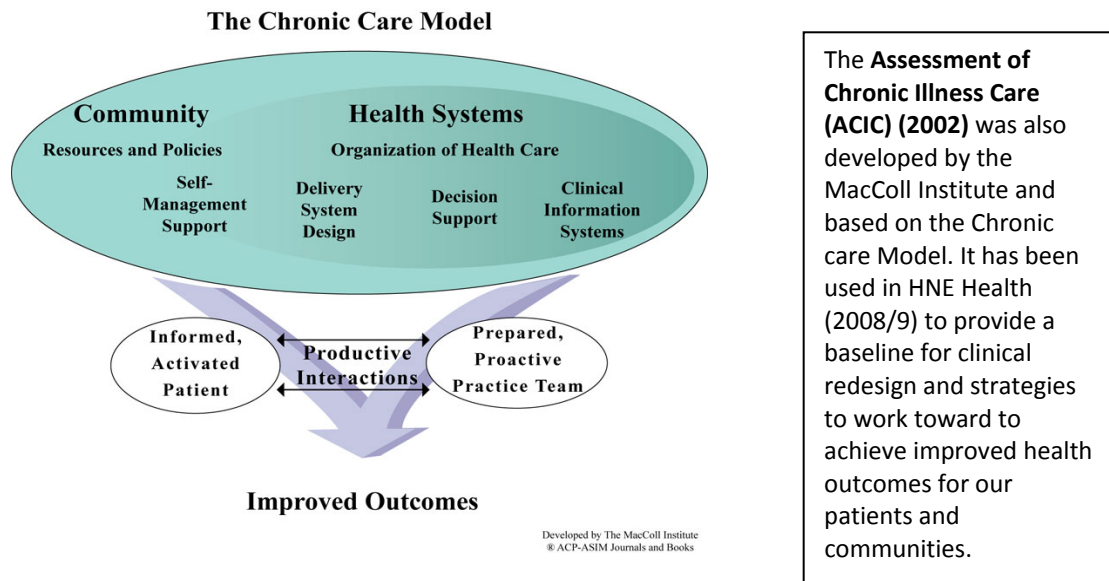 The Chronic Care Model
Community
Resources and Policies
Health Systems
Organization of Health Care
Self-
Management
Support
Delivery
System
Design
Decision
Support
Clinical
Information
Systems
Informed,
Activated
Patient
Productive
Interactions
Prepared,
Proactive
Practice Team
Improved Outcomes
Developed by The MacColl Institute
® ACP-ASIM Journals and Books
The Assessment of
Chronic Illness Care
(ACIC) (2002) was also
developed by the
MacColl Institute and
based on the Chronic
care Model. It has been
used in HNE Health
(2008/9) to provide a
baseline for clinical
redesign and strategies
to work toward to
achieve improved health
outcomes for our
patients and
communities.